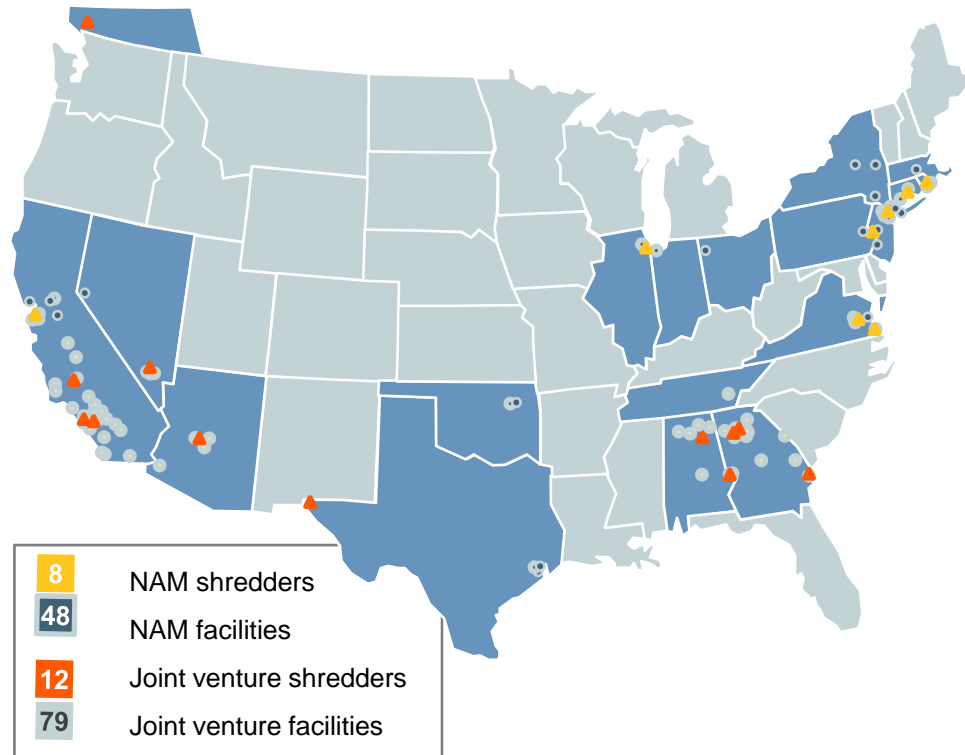 8 NAM shredders
48 NAM facilities
12 Joint venture shredders
79 Joint venture facilities